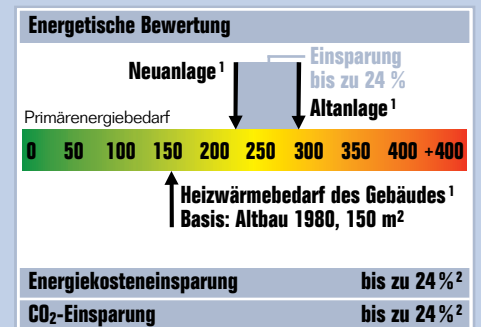 Energetische Bewertung
Einsparung
bis zu 24 %
Neuanlage¹
Altanlage¹
Primärenergiebedarf
0 50 100 150 200 250 300 350 400 +400
Heizwärmebedarf des Gebäudes¹
Basis: Altbau 1980, 150 m²
Energiekosteneinsparung bis zu 24 %²
CO₂-Einsparung bis zu 24 %²